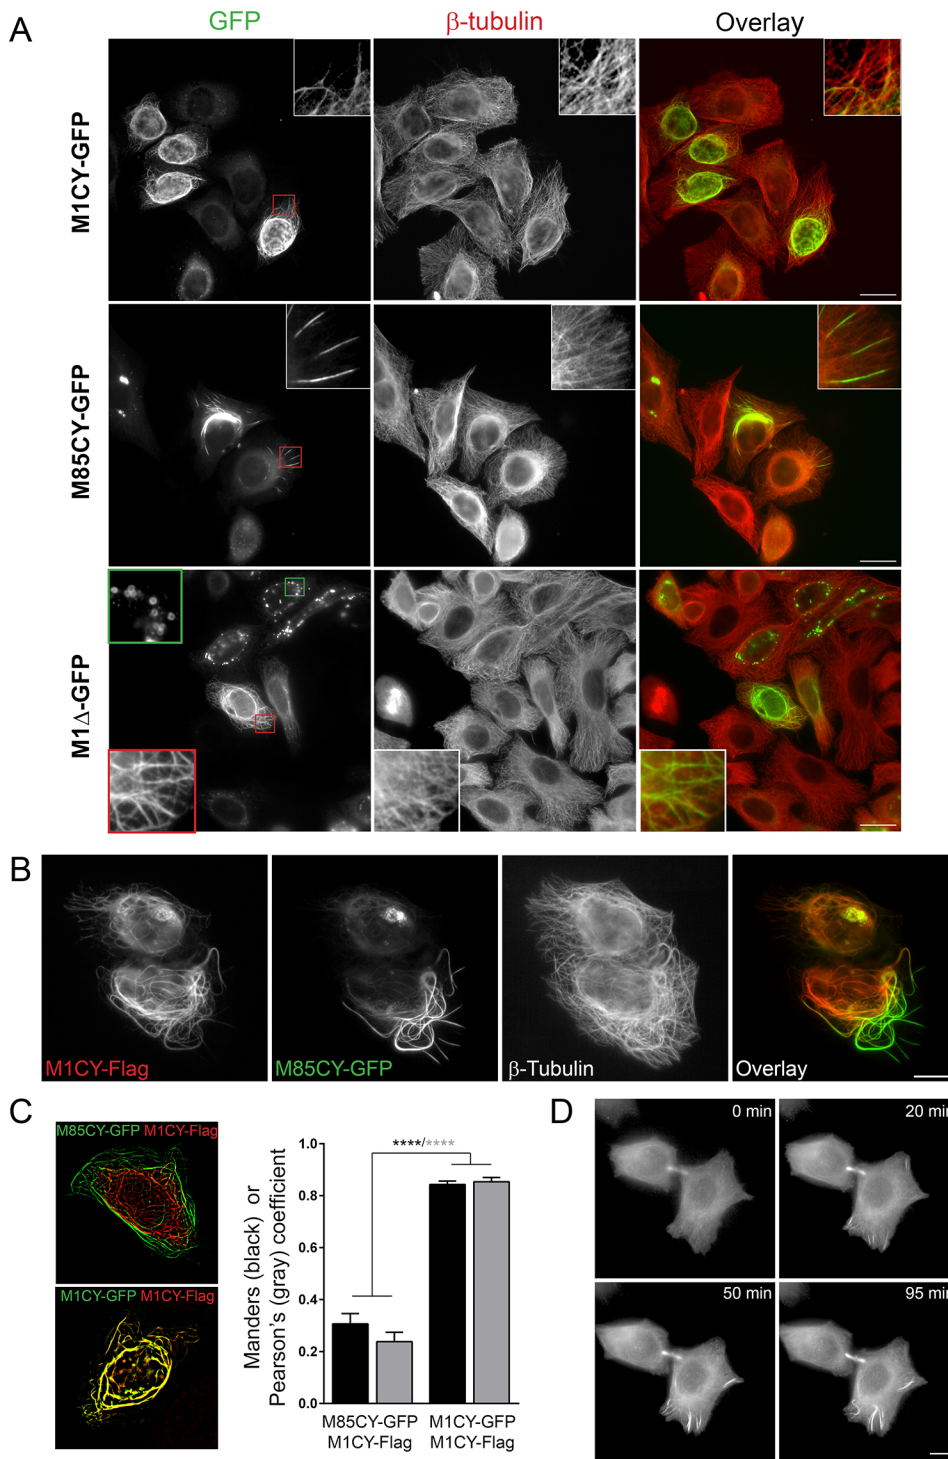 A
GFP
β-tubulin
Overlay
M1CY-GFP
M85CY-GFP
M1Δ-GFP
B
M1CY-Flag
M85CY-GFP
β-Tubulin
Overlay
C
M85CY-GFP M1CY-Flag
M1CY-GFP M1CY-Flag
Manders (black) or
Pearson's (gray) coefficient
****/****
1.0
0.8
0.6
0.4
0.2
0.0
M85CY-GFP
M1CY-Flag
M1CY-GFP
M1CY-Flag
D
0 min
20 min
50 min
95 min